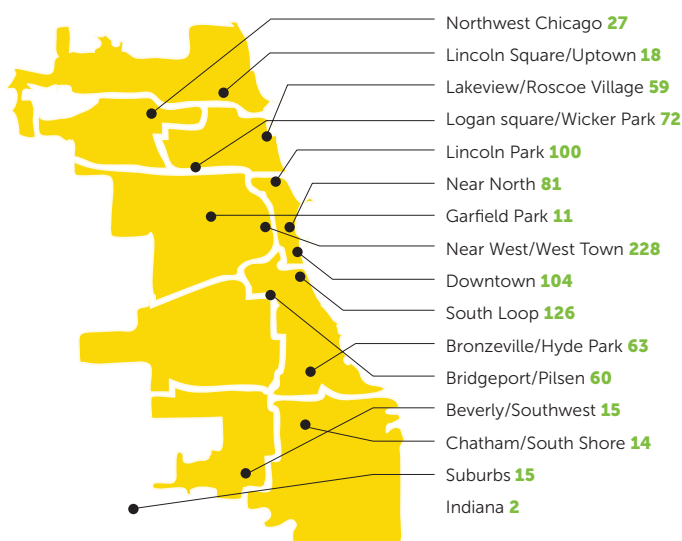 Northwest Chicago 27
Lincoln Square/Uptown 18
Lakeview/Roscoe Village 59
Logan square/Wicker Park 72
Lincoln Park 100
Near North 81
Garfield Park 11
Near West/West Town 228
Downtown 104
South Loop 126
Bronzeville/Hyde Park 63
Bridgeport/Pilsen 60
Beverly/Southwest 15
Chatham/South Shore 14
Suburbs 15
Indiana 2